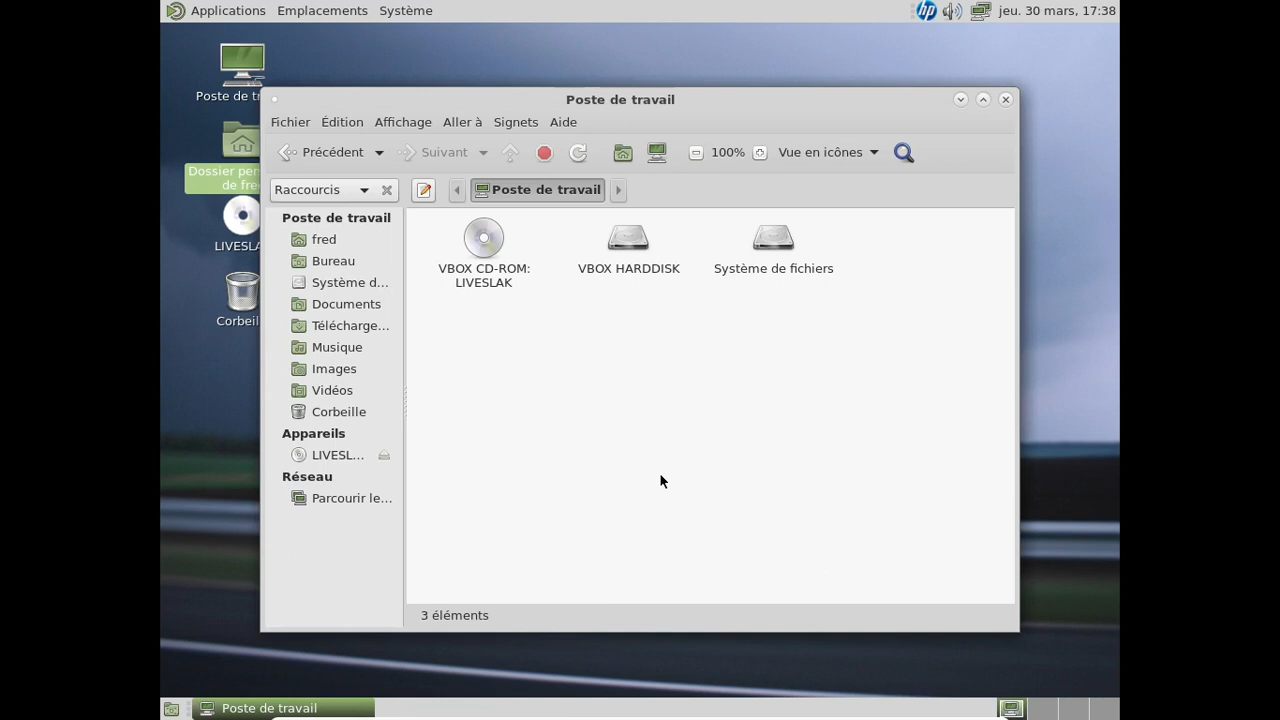 Applications Emplacements Système
hp
jeu. 30 mars, 17:38
Poste de tr
Dossier per
de fre
LIVESLA
Corbeil
Poste de travail
Fichier Édition Affichage Aller à Signets Aide
Précédent Suivant 100% Vue en icônes
Raccourcis Poste de travail
Poste de travail
fred
Bureau
Système d...
Documents
Télécharge...
Musique
Images
Vidéos
Corbeille
Appareils
LIVESL...
Réseau
Parcourir le...
VBOX CD-ROM:
LIVESLAK
VBOX HARDDISK
Système de fichiers
3 éléments
Poste de travail